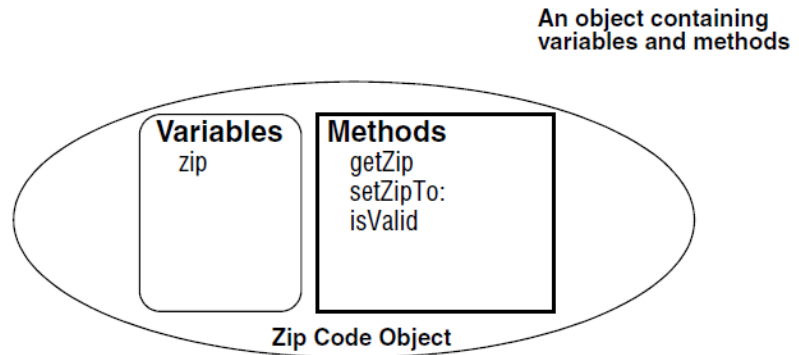 An object containing
variables and methods
Variables
zip
Methods
getZip
setZipTo:
isValid
Zip Code Object